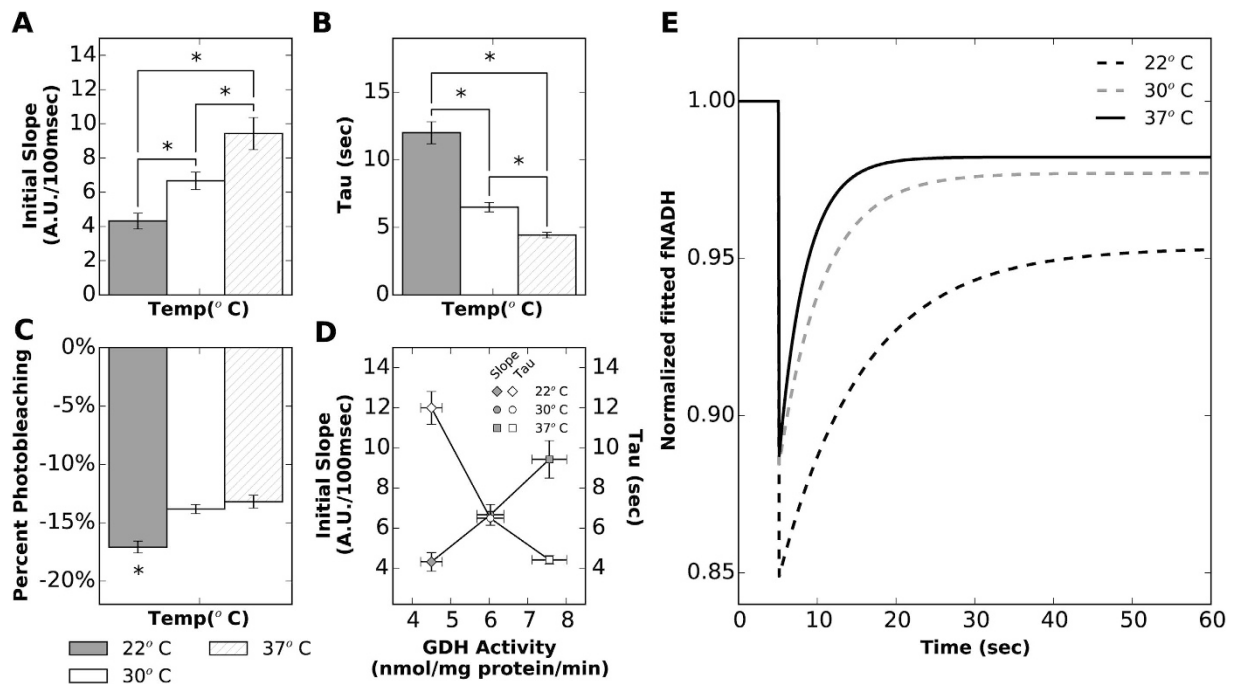 A
14
12
10
8
6
4
2
0
Initial Slope
(A.U./100msec)
*
*
*
Temp(° C)
B
15
10
5
0
Tau (sec)
*
*
*
Temp(° C)
C
0%
-5%
-10%
-15%
-20%
Percent Photobleaching
*
Temp(° C)
22° C
37° C
30° C
D
14
12
10
8
6
4
Initial Slope
(A.U./100msec)
Slope
Tau
22° C
30° C
37° C
14
12
10
8
6
4
Tau (sec)
4 5 6 7 8
GDH Activity
(nmol/mg protein/min)
E
22° C
30° C
37° C
1.00
0.95
0.90
0.85
Normalized fitted fNADH
0 10 20 30 40 50 60
Time (sec)